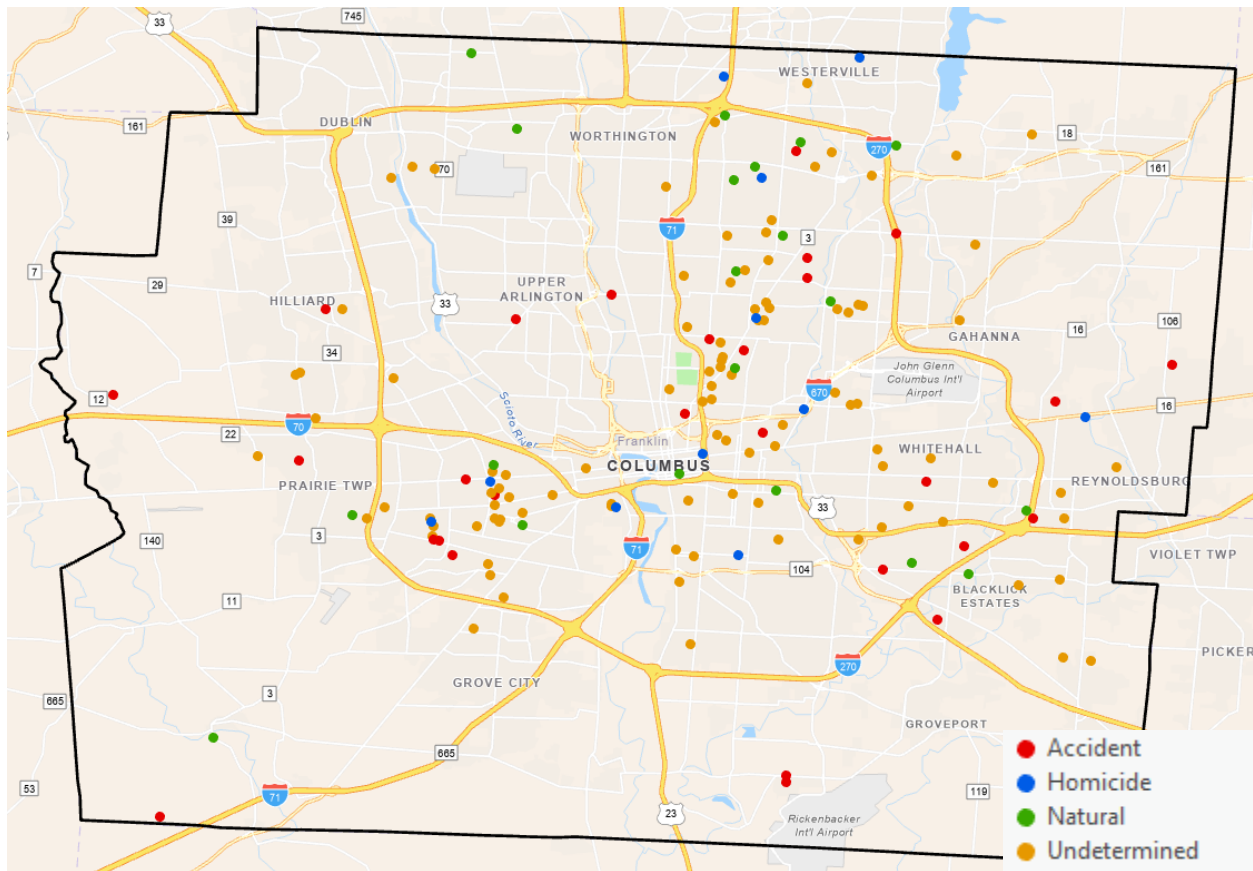 745
33
WESTERVILLE
161
DUBLIN
WORTHINGTON
18
270
70
161
39
71
3
7
29
UPPER
ARLINGTON
HILLIARD
33
106
16
GAHANNA
34
John Glenn
Columbus Int'l
Airport
12
670
Scioto River
16
70
22
Franklin
WHITEHALL
COLUMBUS
PRAIRIE TWP
REYNOLDSBURG
33
3
140
71
VIOLET TWP
104
BLACKLICK
ESTATES
11
PICKER
270
GROVE CITY
3
665
GROVEPORT
665
Accident
53
71
Homicide
119
23
Rickenbacker
Int'l Airport
Natural
Undetermined